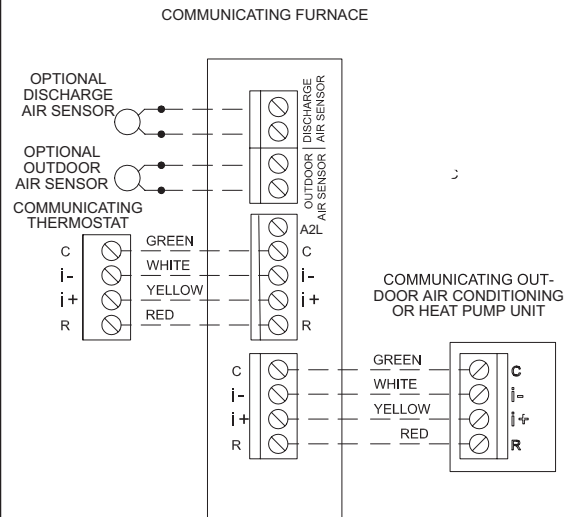 COMMUNICATING FURNACE
OPTIONAL
DISCHARGE
AIR SENSOR
DISCHARGE
AIR SENSOR
OPTIONAL
OUTDOOR
AIR SENSOR
OUTDOOR
AIR SENSOR
COMMUNICATING
THERMOSTAT
A2L
C GREEN C
i- WHITE i-
i+ YELLOW i+
R RED R
COMMUNICATING OUT-
DOOR AIR CONDITIONING
OR HEAT PUMP UNIT
C GREEN C
i- WHITE i-
i+ YELLOW i+
R RED R